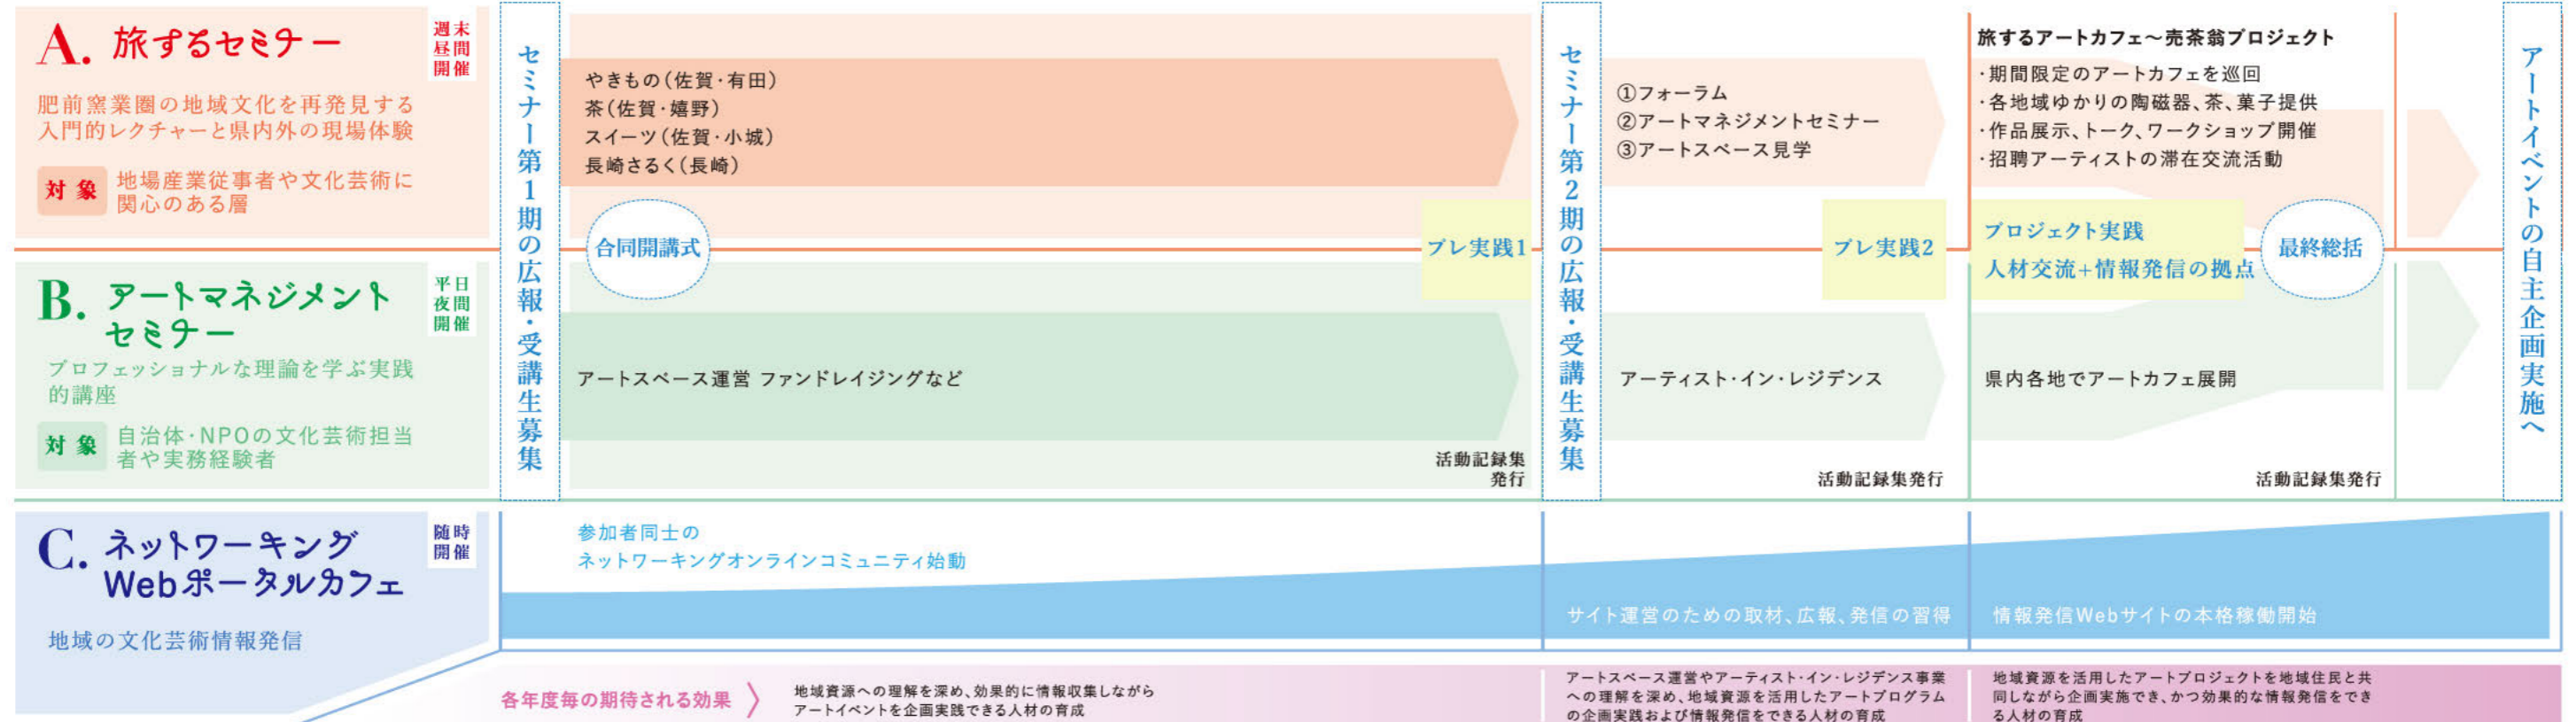 A. 旅するセミナー
週末
昼間
開催
肥前窯業圏の地域文化を再発見する
入門的レクチャーと県内外の現場体験
対象
地場産業従事者や文化芸術に
関心のある層
セミナー第1期の広報・受講生募集
やきもの(佐賀・有田)
茶(佐賀・嬉野)
スイーツ(佐賀・小城)
長崎さるく(長崎)
合同開講式
プレ実践1
セミナー第2期の広報・受講生募集
①フォーラム
②アートマネジメントセミナー
③アートスペース見学
プレ実践2
旅するアートカフェ〜売茶翁プロジェクト
・期間限定のアートカフェを巡回
・各地域ゆかりの陶磁器、茶、菓子提供
・作品展示、トーク、ワークショップ開催
・招聘アーティストの滞在交流活動
プロジェクト実践
人材交流+情報発信の拠点
最終総括
アートイベントの自主企画実施へ
B. アートマネジメント
セミナー
平日
夜間
開催
プロフェッショナルな理論を学ぶ実践
的講座
対象
自治体・NPOの文化芸術担当
者や実務経験者
アートスペース運営 ファンドレイジングなど
活動記録集
発行
アーティスト・イン・レジデンス
活動記録集発行
県内各地でアートカフェ展開
活動記録集発行
C. ネットワーキング
Webポータルカフェ
随時
開催
地域の文化芸術情報発信
参加者同士の
ネットワーキングオンラインコミュニティ始動
サイト運営のための取材、広報、発信の習得
情報発信Webサイトの本格稼働開始
各年度毎の期待される効果
地域資源への理解を深め、効果的に情報収集しながら
アートイベントを企画実践できる人材の育成
アートスペース運営やアーティスト・イン・レジデンス事業
への理解を深め、地域資源を活用したアートプログラム
の企画実践および情報発信をできる人材の育成
地域資源を活用したアートプロジェクトを地域住民と共
同しながら企画実施でき、かつ効果的な情報発信をでき
る人材の育成